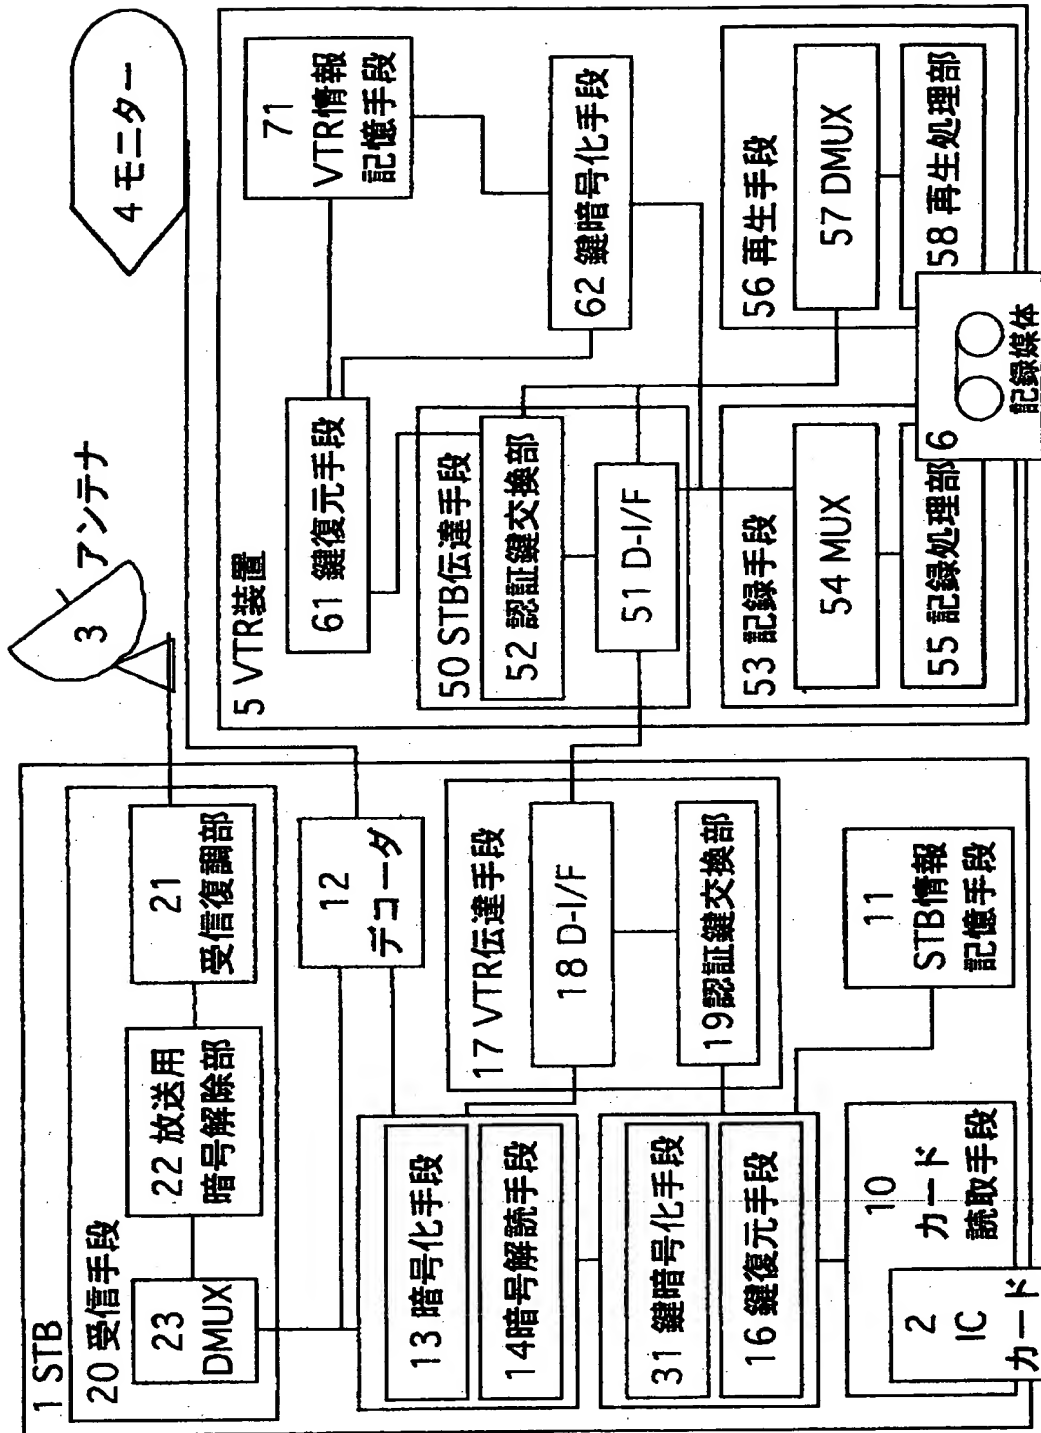 1 STB
20 受信手段
23
DMUX
22 放送用
暗号解除部
21
受信復調部
3
アンテナ
4 モニター
12
デコーダ
13 暗号化手段
14暗号解読手段
31 鍵暗号化手段
16 鍵復元手段
17 VTR伝達手段
18 D-I/F
19認証鍵交換部
11
STB情報
記憶手段
10
カード
読取手段
2
IC
カード
5 VTR装置
61 鍵復元手段
71
VTR情報
記憶手段
62 鍵暗号化手段
50 STB伝達手段
52 認証鍵交換部
51 D-I/F
53 記録手段
54 MUX
55 記録処理部
56 再生手段
57 DMUX
58 再生処理部
6
記録媒体